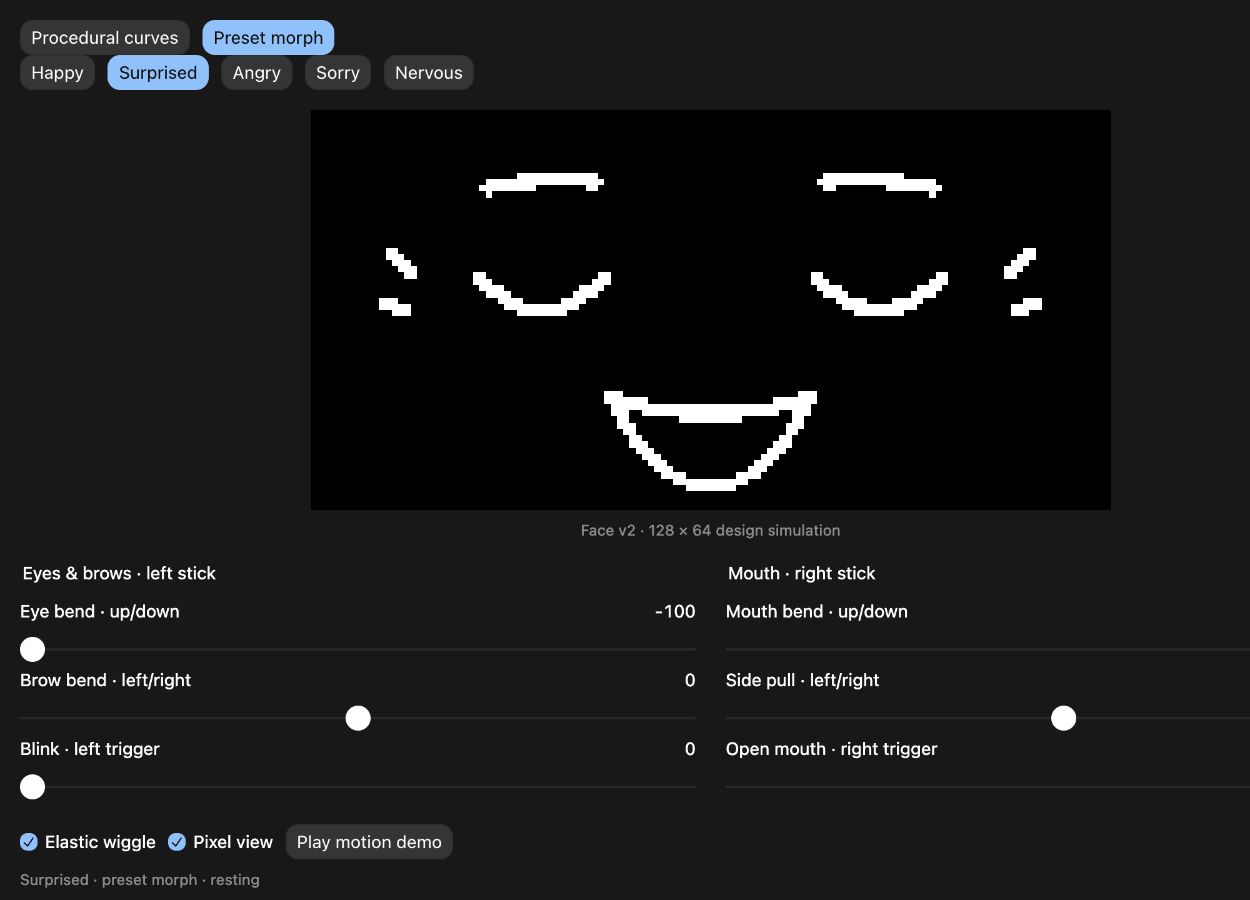 Procedural curves Preset morph
Happy Surprised Angry Sorry Nervous
Face v2 · 128 × 64 design simulation
Eyes & brows · left stick
Eye bend · up/down -100
Brow bend · left/right 0
Blink · left trigger 0
Mouth · right stick
Mouth bend · up/down
Side pull · left/right
Open mouth · right trigger
Elastic wiggle Pixel view Play motion demo
Surprised · preset morph · resting